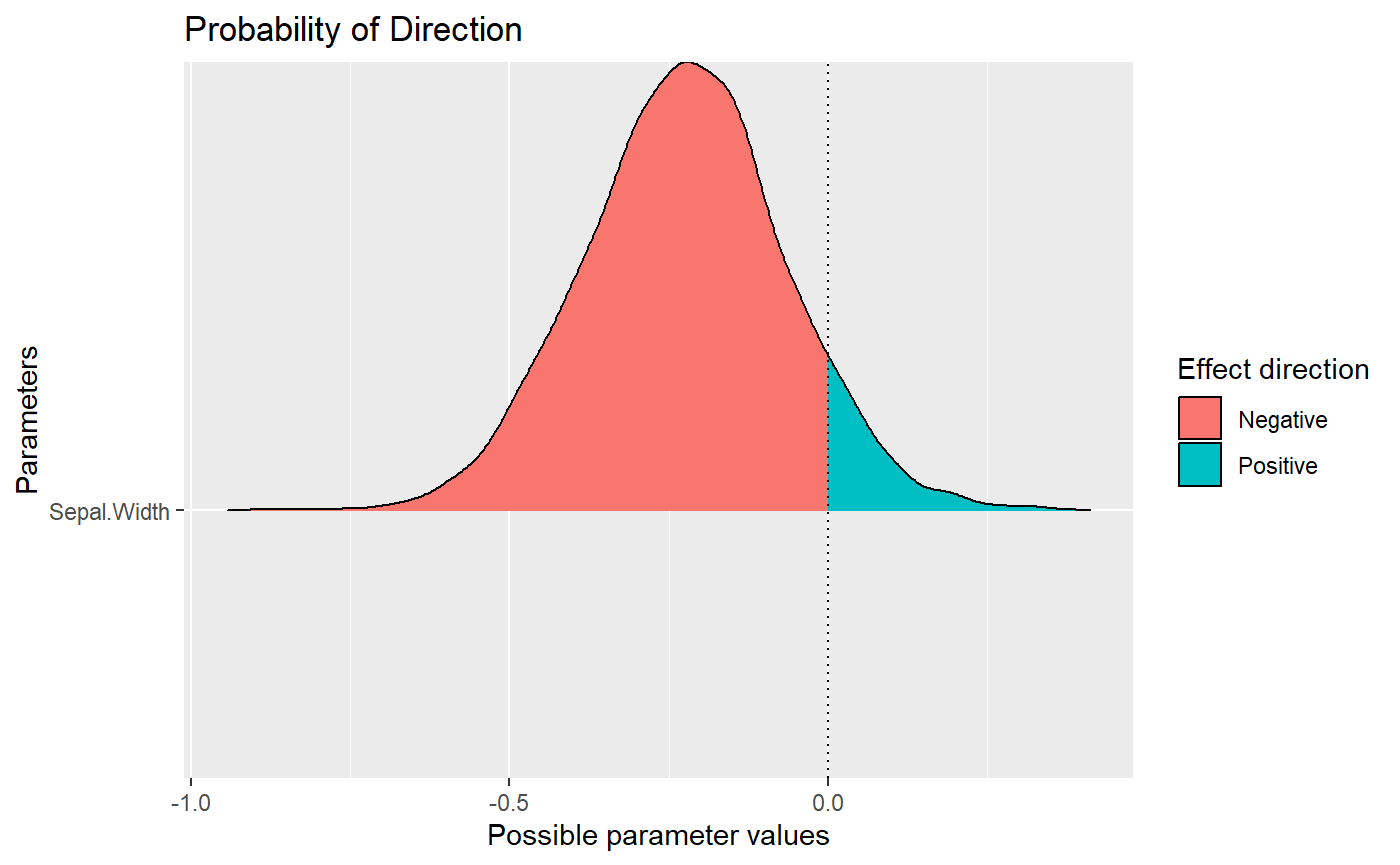 Probability of Direction
Parameters
Sepal.Width
-1.0
-0.5
0.0
Possible parameter values
Effect direction
Negative
Positive